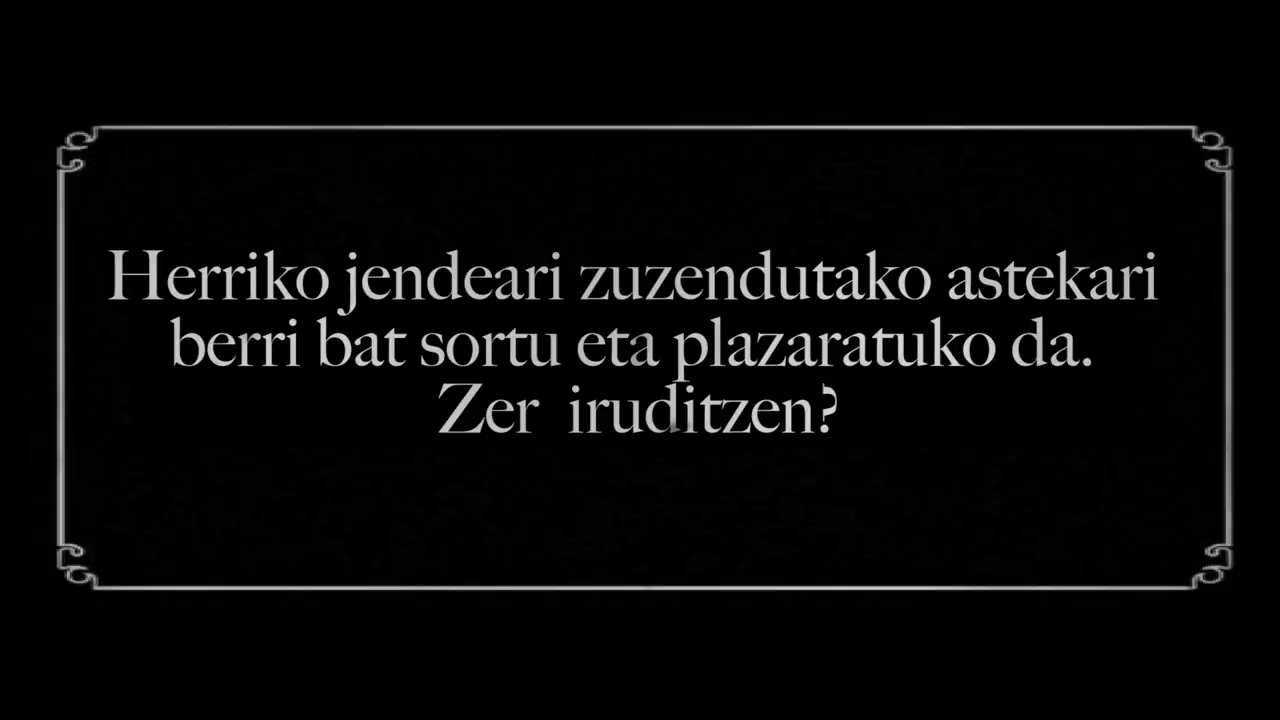 Herriko jendeari zuzendutako astekari
berri bat sortu eta plazaratuko da.
Zer iruditzen?